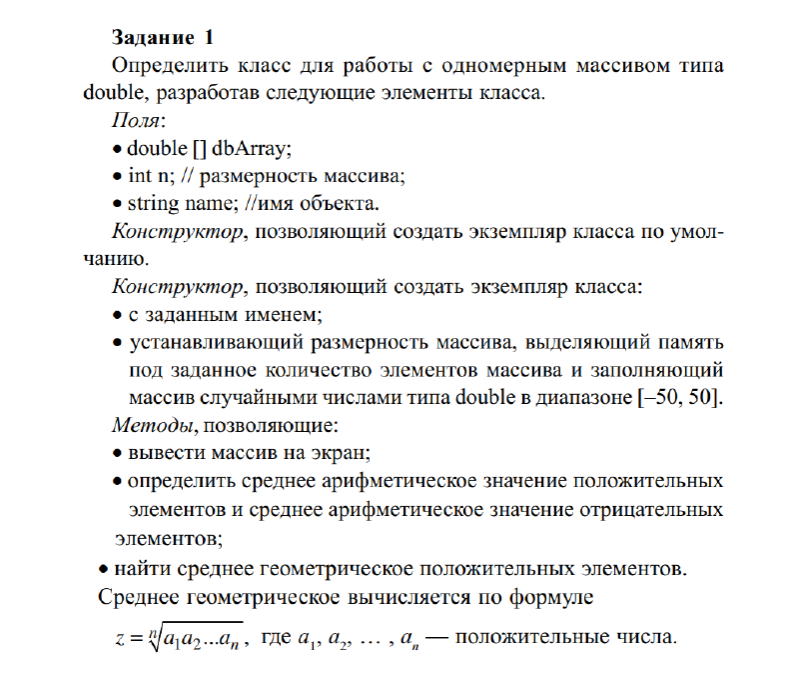 Задание 1
Определить класс для работы с одномерным массивом типа
double, разработав следующие элементы класса.
Поля:
• double [] dbArray;
• int n; // размерность массива;
• string name; //имя объекта.
Конструктор, позволяющий создать экземпляр класса по умол-
чанию.
Конструктор, позволяющий создать экземпляр класса:
• с заданным именем;
• устанавливающий размерность массива, выделяющий память
под заданное количество элементов массива и заполняющий
массив случайными числами типа double в диапазоне [–50, 50].
Методы, позволяющие:
• вывести массив на экран;
• определить среднее арифметическое значение положительных
элементов и среднее арифметическое значение отрицательных
элементов;
• найти среднее геометрическое положительных элементов.
Среднее геометрическое вычисляется по формуле
z = ⁿ√a₁a₂...aₙ, где a₁, a₂, … , aₙ — положительные числа.